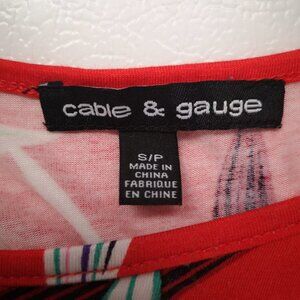 cable & gauge
S/P
MADE IN
CHINA
FABRIQUE
EN CHINE